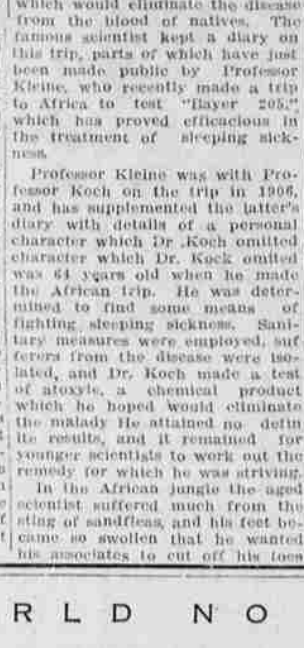 which would eliminate the disease
from the blood of natives. The
famous scientist kept a diary on
this trip, parts of which have just
been made public by Professor
Kleine, who recently made a trip
to Africa to test "Bayer 205,"
which has proved efficacious in
the treatment of sleeping sick-
ness.
Professor Kleine was with Pro-
fessor Koch on the trip in 1906,
and has supplemented the latter's
diary with details of a personal
character which Dr .Koch omitted
character which Dr. Kock omitted
was 64 years old when he made
the African trip. He was deter-
mined to find some means of
fighting sleeping sickness. Sani-
tary measures were employed, suf
ferers from the disease were iso-
lated, and Dr. Koch made a test
of atoxyle, a chemical product
which he hoped would eliminate
the malady He attained no defin
ite results, and it remained for
younger scientists to work out the
remedy for which he was striving.
In the African jungle the aged
scientist suffered much from the
sting of sandfleas, and his feet be-
came so swollen that he wanted
his associates to cut off his toes
RLD NO